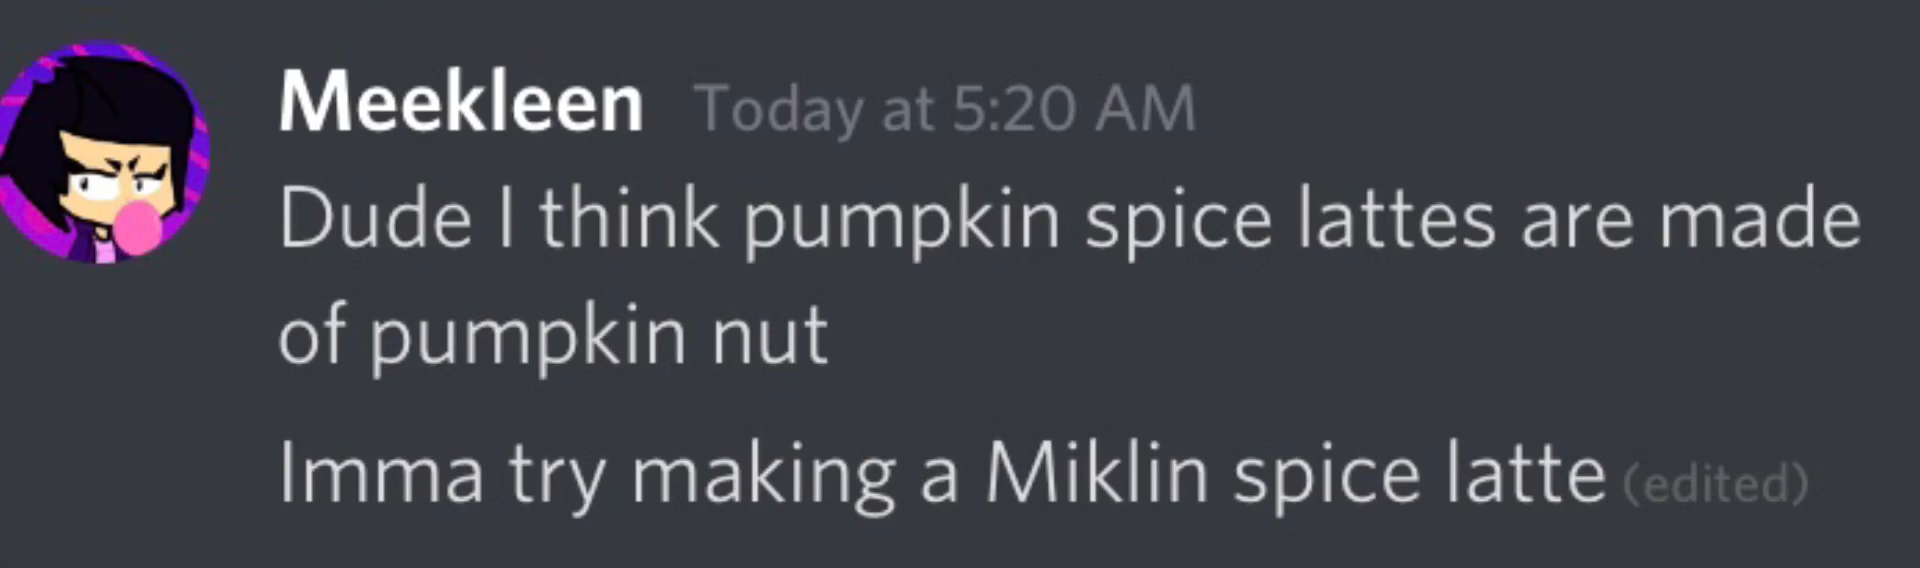 Meekleen Today at 5:20 AM
Dude I think pumpkin spice lattes are made
of pumpkin nut
Imma try making a Miklin spice latte (edited)